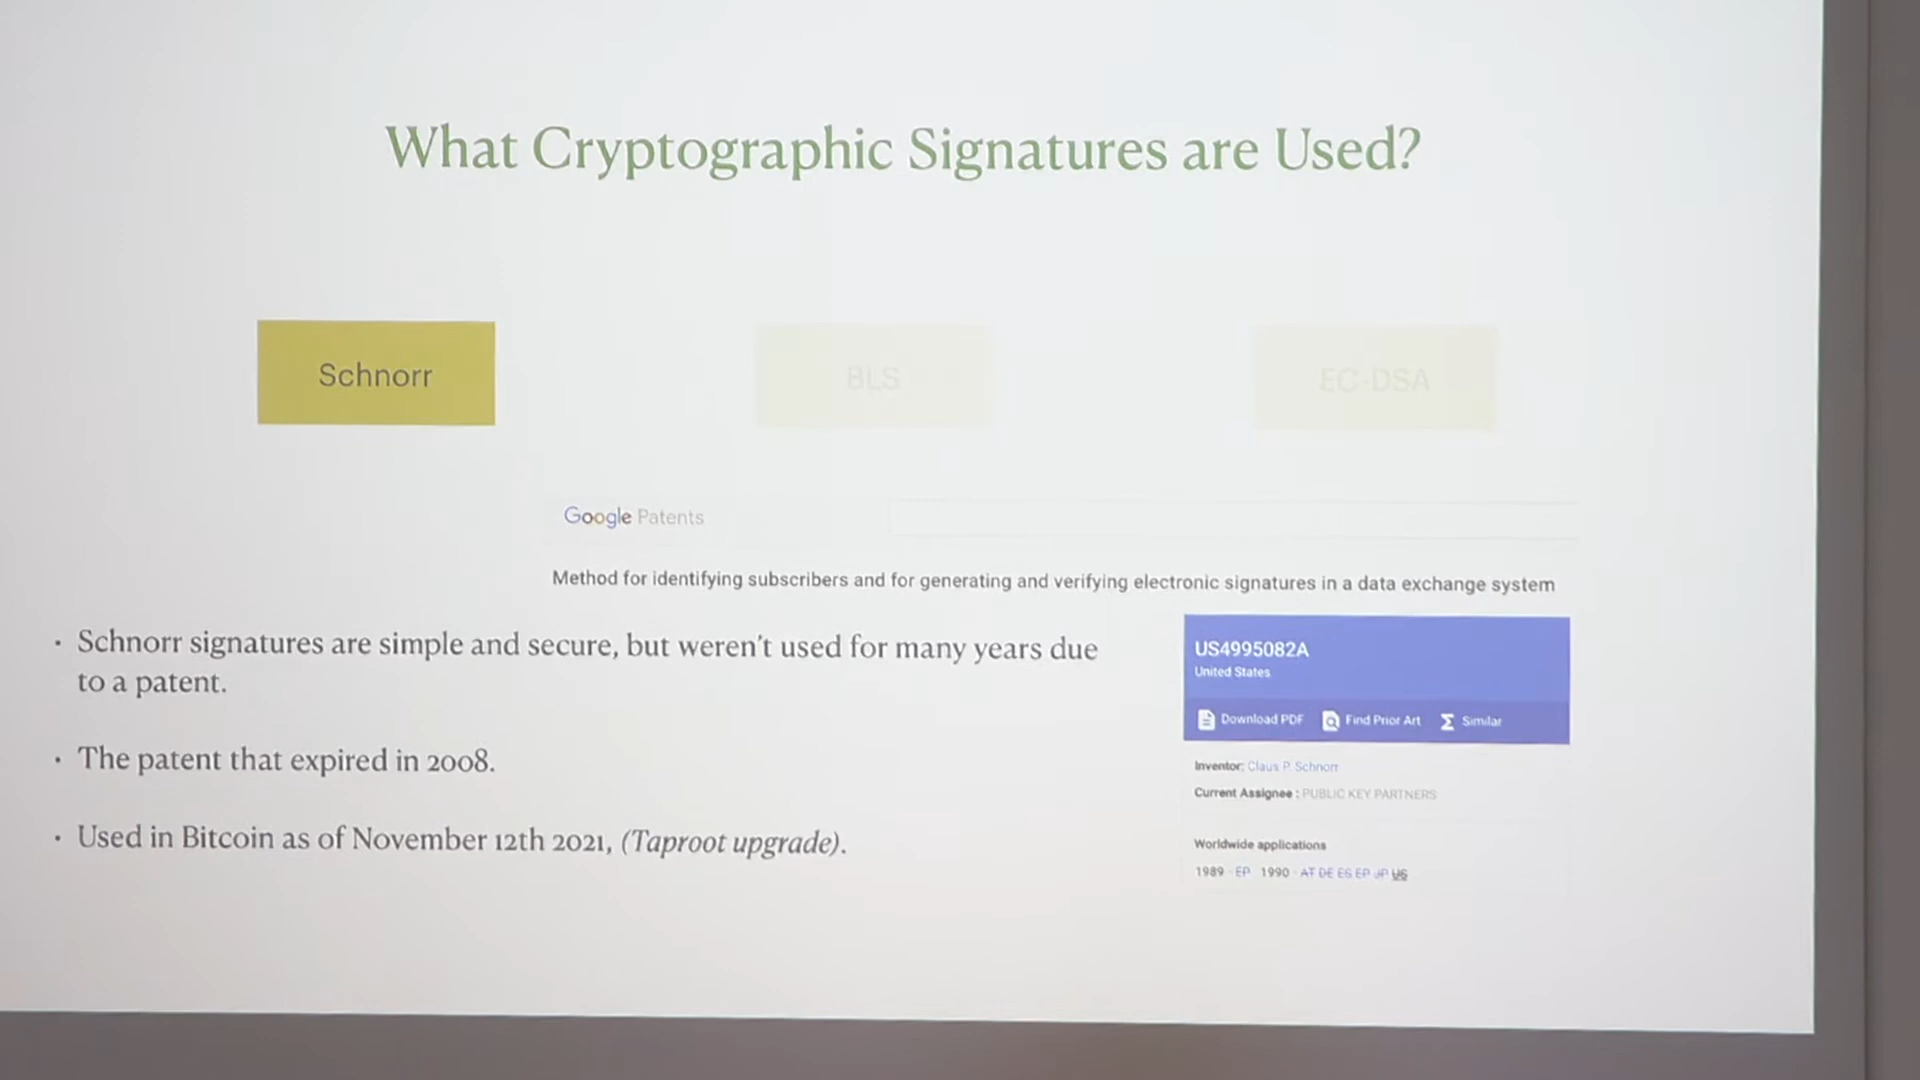 What Cryptographic Signatures are Used?
Schnorr
BLS
EC-DSA
Google Patents
Method for identifying subscribers and for generating and verifying electronic signatures in a data exchange system
· Schnorr signatures are simple and secure, but weren't used for many years due
to a patent.
· The patent that expired in 2008.
· Used in Bitcoin as of November 12th 2021, (Taproot upgrade).
US4995082A
United States
Download PDF Find Prior Art Similar
Inventor: Claus P. Schnorr
Current Assignee : PUBLIC KEY PARTNERS
Worldwide applications
1989 · EP 1990 · AT DE ES EP JP US